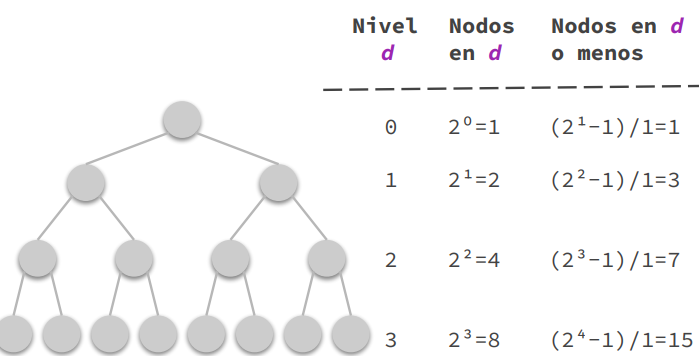 Nivel Nodos Nodos en d
d en d o menos
0 2⁰=1 (2¹-1)/1=1
1 2¹=2 (2²-1)/1=3
2 2²=4 (2³-1)/1=7
3 2³=8 (2⁴-1)/1=15